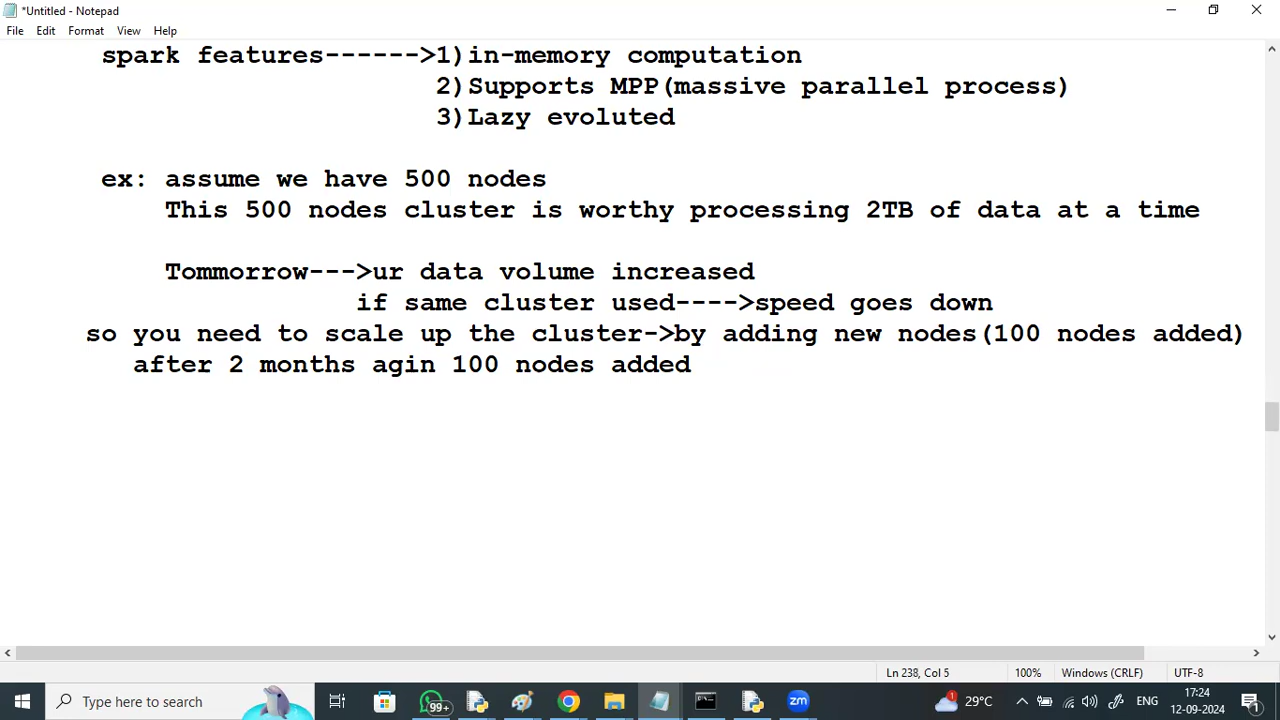 *Untitled - Notepad
File Edit Format View Help
spark features------>1)in-memory computation
2)Supports MPP(massive parallel process)
3)Lazy evoluted
ex: assume we have 500 nodes
This 500 nodes cluster is worthy processing 2TB of data at a time
Tommorrow--->ur data volume increased
if same cluster used---->speed goes down
so you need to scale up the cluster->by adding new nodes(100 nodes added)
after 2 months agin 100 nodes added
Ln 238, Col 5 100% Windows (CRLF) UTF-8
Type here to search 99+ zm 1 29°C ENG 17:24 12-09-2024 1